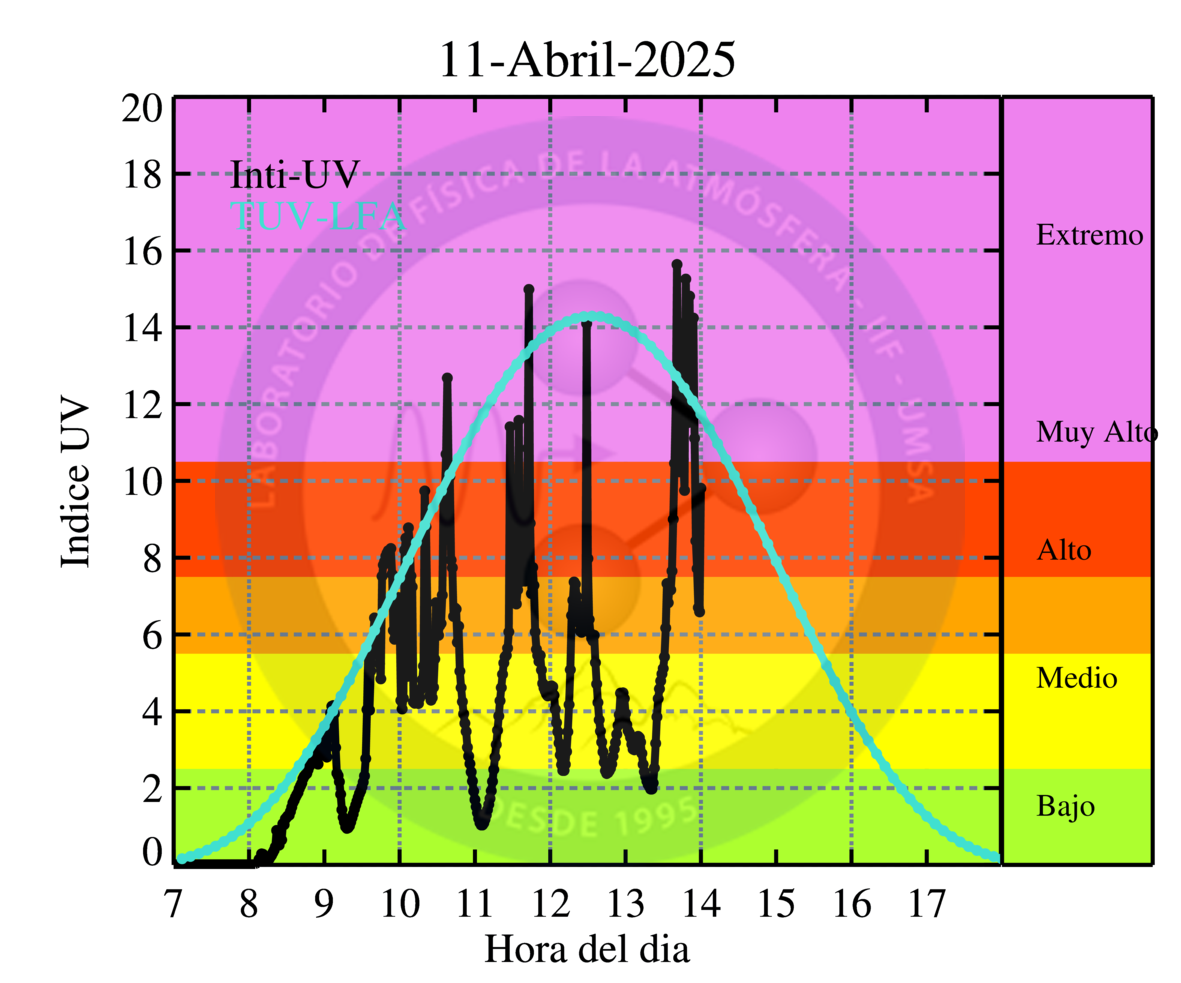 11-Abril-2025
Inti-UV
TUV-LFA
LABORATORIO DE FÍSICA DE LA ATMÓSFERA - IIF - UMSA
DESDE 1995
Indice UV
20
18
16
14
12
10
8
6
4
2
0
Extremo
Muy Alto
Alto
Medio
Bajo
7 8 9 10 11 12 13 14 15 16 17
Hora del dia